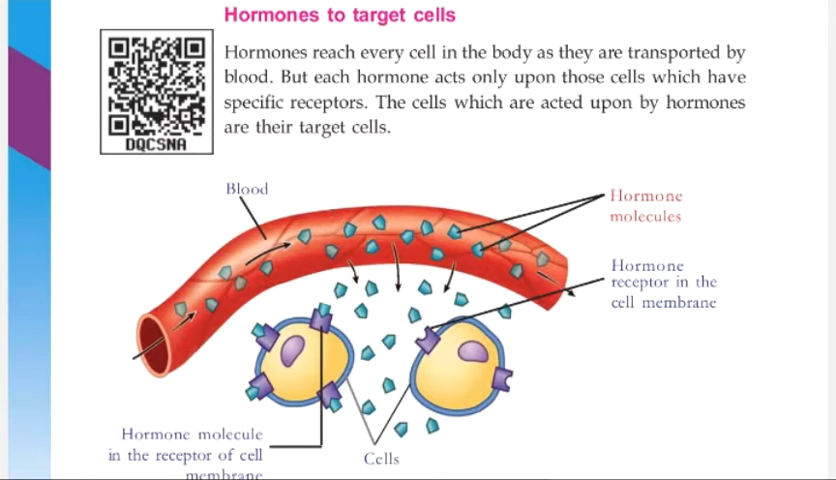 Hormones to target cells
Hormones reach every cell in the body as they are transported by
blood. But each hormone acts only upon those cells which have
specific receptors. The cells which are acted upon by hormones
are their target cells.
DQCSNA
Blood
Hormone
molecules
Hormone
receptor in the
cell membrane
Hormone molecule
in the receptor of cell
membrane
Cells